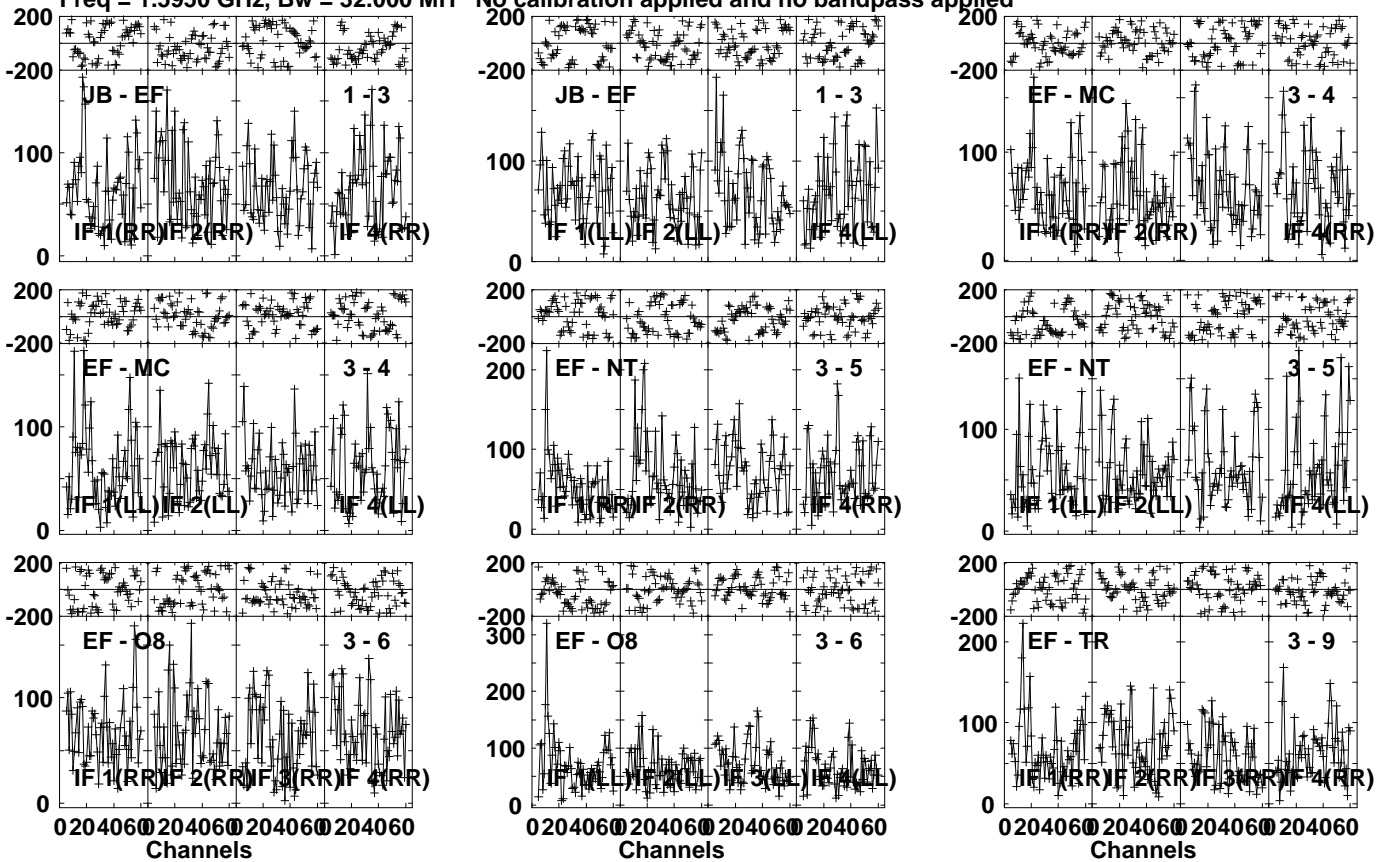 Freq = 1.5950 GHz, Bw = 32.000 MH No calibration applied and no bandpass applied
200
-200
JB - EF 1 - 3
100
IF 1(RR) IF 2(RR) IF 4(RR)
0
JB - EF 1 - 3
100
IF 1(LL) IF 2(LL) IF 4(LL)
0
EF - MC 3 - 4
100
IF 1(RR) IF 2(RR) IF 4(RR)
0
200
-200
EF - MC 3 - 4
100
IF 1(LL) IF 2(LL) IF 4(LL)
0
200
-200
200
EF - NT 3 - 5
100
IF 1(RR) IF 2(RR) IF 4(RR)
0
200
-200
EF - NT 3 - 5
100
IF 1(LL) IF 2(LL) IF 4(LL)
0
200
-200
EF - O8 3 - 6
100
IF 1(RR) IF 2(RR) IF 3(RR) IF 4(RR)
0
0 20 40 60 0 20 40 60 0 20 40 60 0 20 40 60
Channels
200
-200
300
EF - O8 3 - 6
200
100
IF 1(LL) IF 2(LL) IF 3(LL) IF 4(LL)
0
0 20 40 60 0 20 40 60 0 20 40 60 0 20 40 60
Channels
200
-200
200
EF - TR 3 - 9
100
IF 1(RR) IF 2(RR) IF 3(RR) IF 4(RR)
0
0 20 40 60 0 20 40 60 0 20 40 60 0 20 40 60
Channels